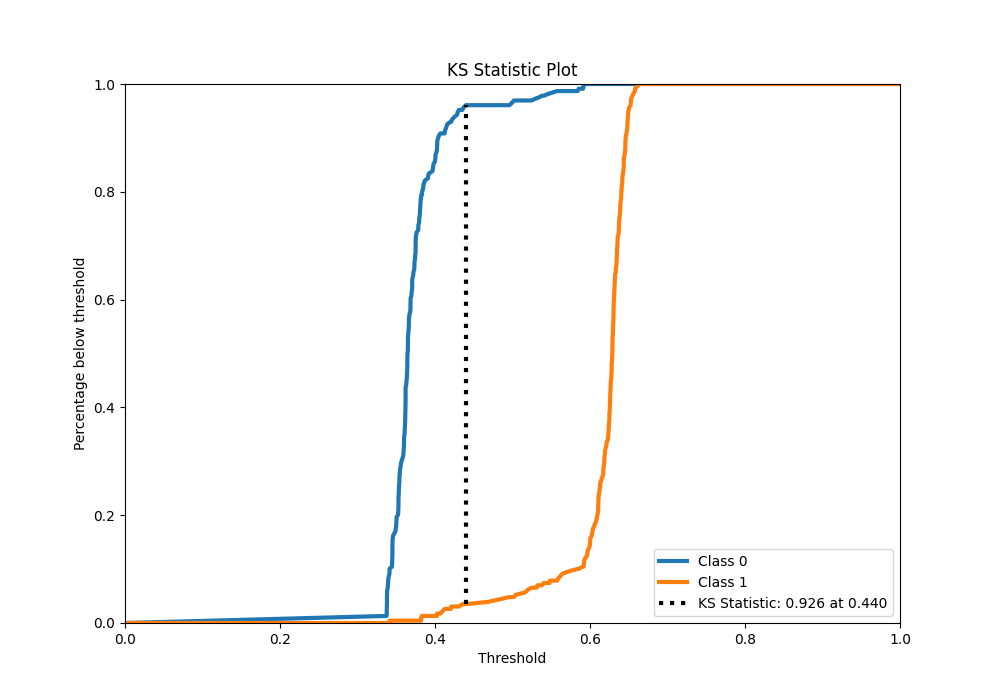 KS Statistic Plot
Percentage below threshold
1.0
0.8
0.6
0.4
0.2
0.0
0.0 0.2 0.4 0.6 0.8 1.0
Threshold
Class 0
Class 1
KS Statistic: 0.926 at 0.440